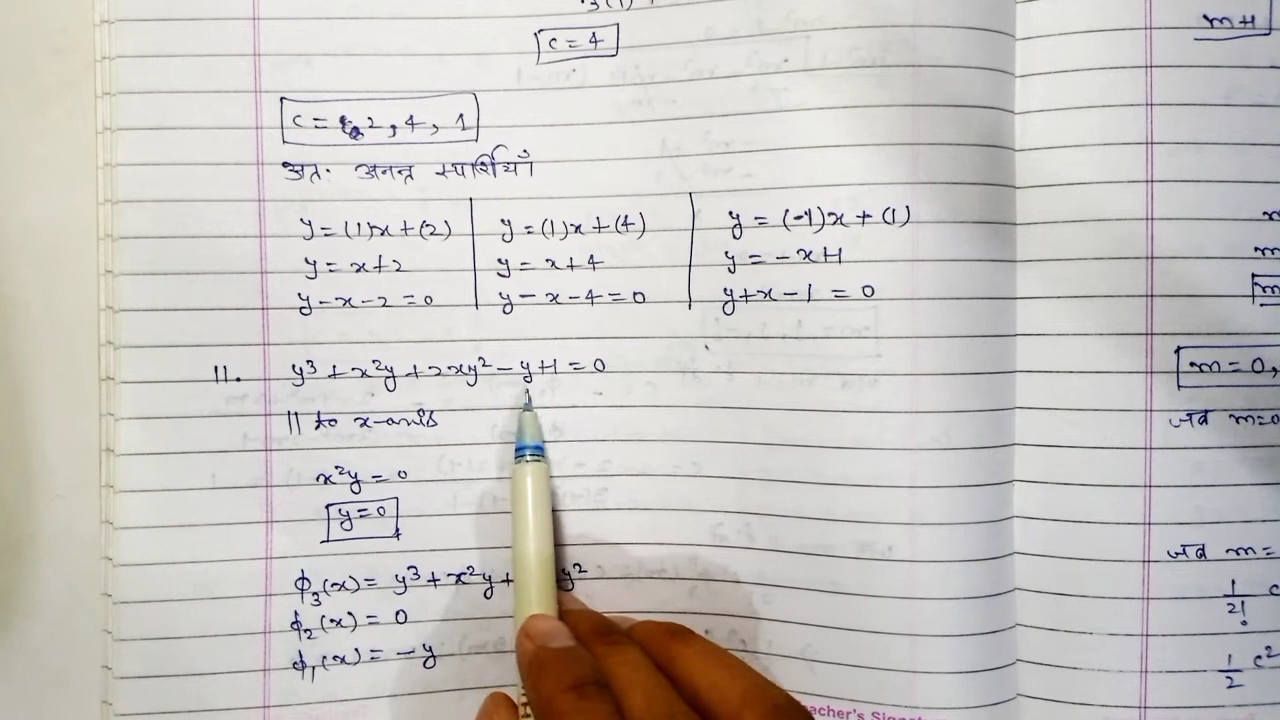 c = 4
c = 2, 4, 1
अतः अनन्त स्पर्शियाँ
y = (1)x + (2)
y = x + 2
y - x - 2 = 0
y = (1)x + (4)
y = x + 4
y - x - 4 = 0
y = (-1)x + (1)
y = -x+1
y + x - 1 = 0
11. y³ + x²y + 2xy² - y + 1 = 0
|| to x-axis
x²y = 0
y = 0
ϕ₃(x) = y³ + x²y + y²
ϕ₂(x) = 0
ϕ₁(x) = -y
m+1
m = 0,
जब m=0
जब m =
1/2! c
1/2 c²